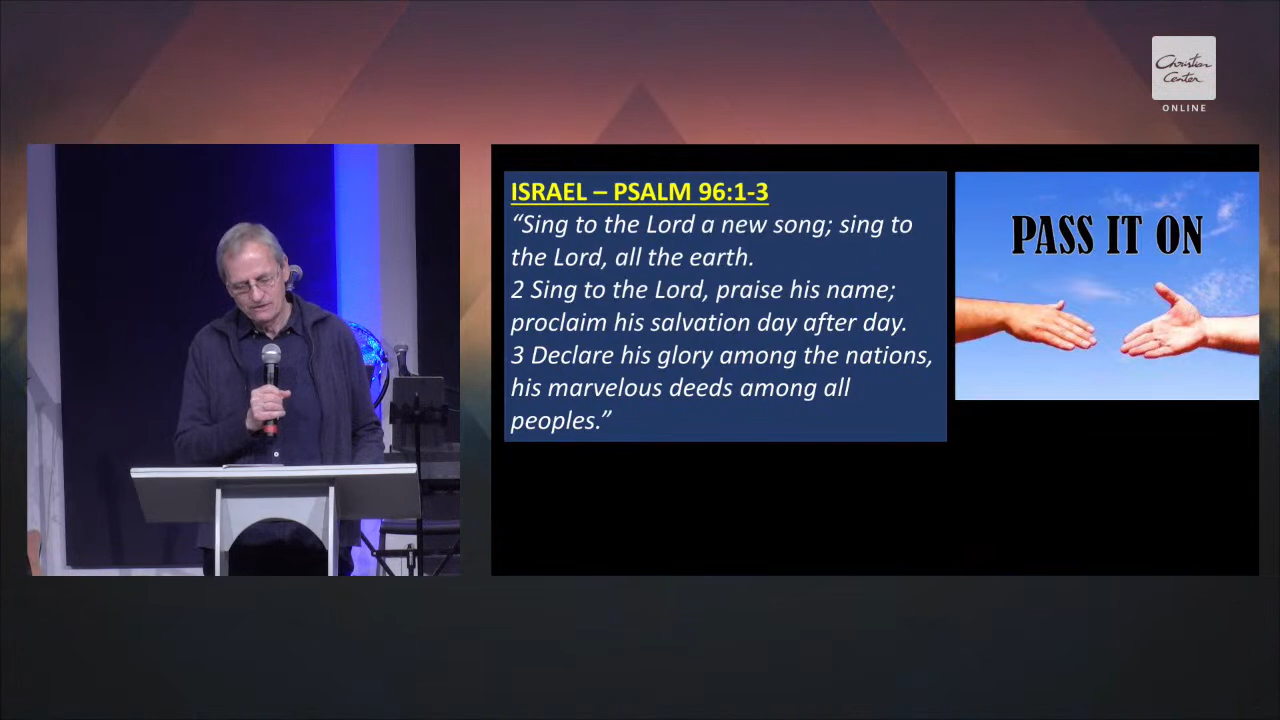 Christian
Center
ONLINE
ISRAEL – PSALM 96:1-3
“Sing to the Lord a new song; sing to
the Lord, all the earth.
2 Sing to the Lord, praise his name;
proclaim his salvation day after day.
3 Declare his glory among the nations,
his marvelous deeds among all
peoples.”
PASS IT ON